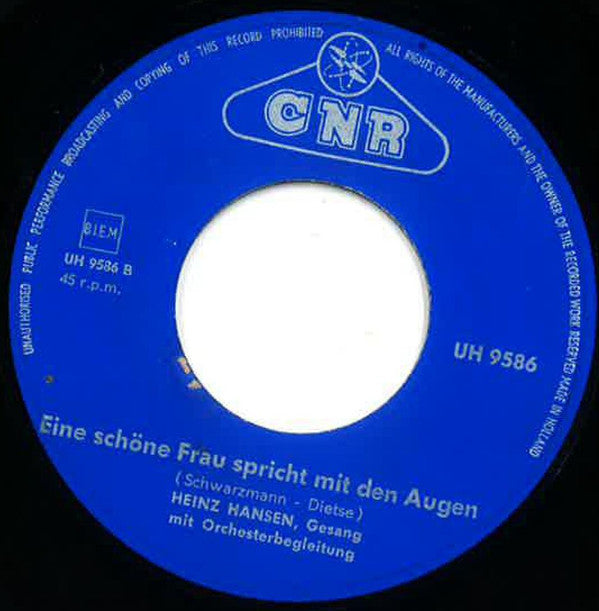 UNAUTHORISED PUBLIC PERFORMANCE BROADCASTING AND COPYING OF THIS RECORD PROHIBITED
ALL RIGHTS OF THE MANUFACTURERS AND THE OWNER OF THE RECORDED WORK RESERVED MADE IN HOLLAND
CNR
BIEM
UH 9586 B
45 r.p.m.
UH 9586
Eine schöne Frau spricht mit den Augen
(Schwarzmann - Dietse)
HEINZ HANSEN, Gesang
mit Orchesterbegleitung